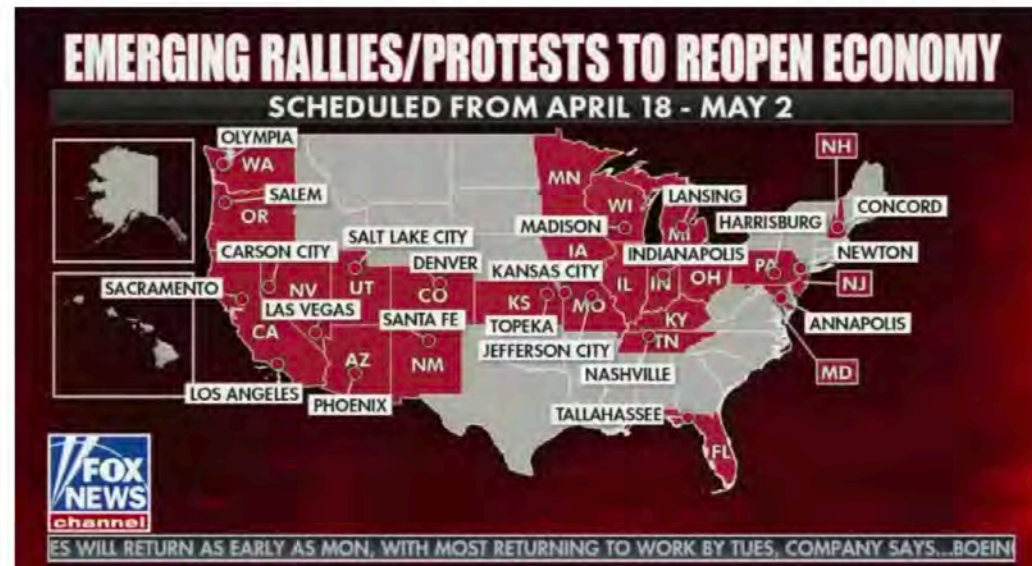 EMERGING RALLIES/PROTESTS TO REOPEN ECONOMY
SCHEDULED FROM APRIL 18 - MAY 2
OLYMPIA
WA
SALEM
OR
CARSON CITY
SALT LAKE CITY
DENVER
SACRAMENTO
NV
UT
CO
LAS VEGAS
CA
SANTA FE
AZ
NM
LOS ANGELES
PHOENIX
MN
WI
LANSING
MADISON
MI
IA
INDIANAPOLIS
KANSAS CITY
IL
IN
OH
KS
MO
TOPEKA
KY
JEFFERSON CITY
TN
NASHVILLE
TALLAHASSEE
FL
NH
HARRISBURG
CONCORD
PA
NEWTON
NJ
ANNAPOLIS
MD
FOX
NEWS
channel
ES WILL RETURN AS EARLY AS MON, WITH MOST RETURNING TO WORK BY TUES, COMPANY SAYS...BOEING